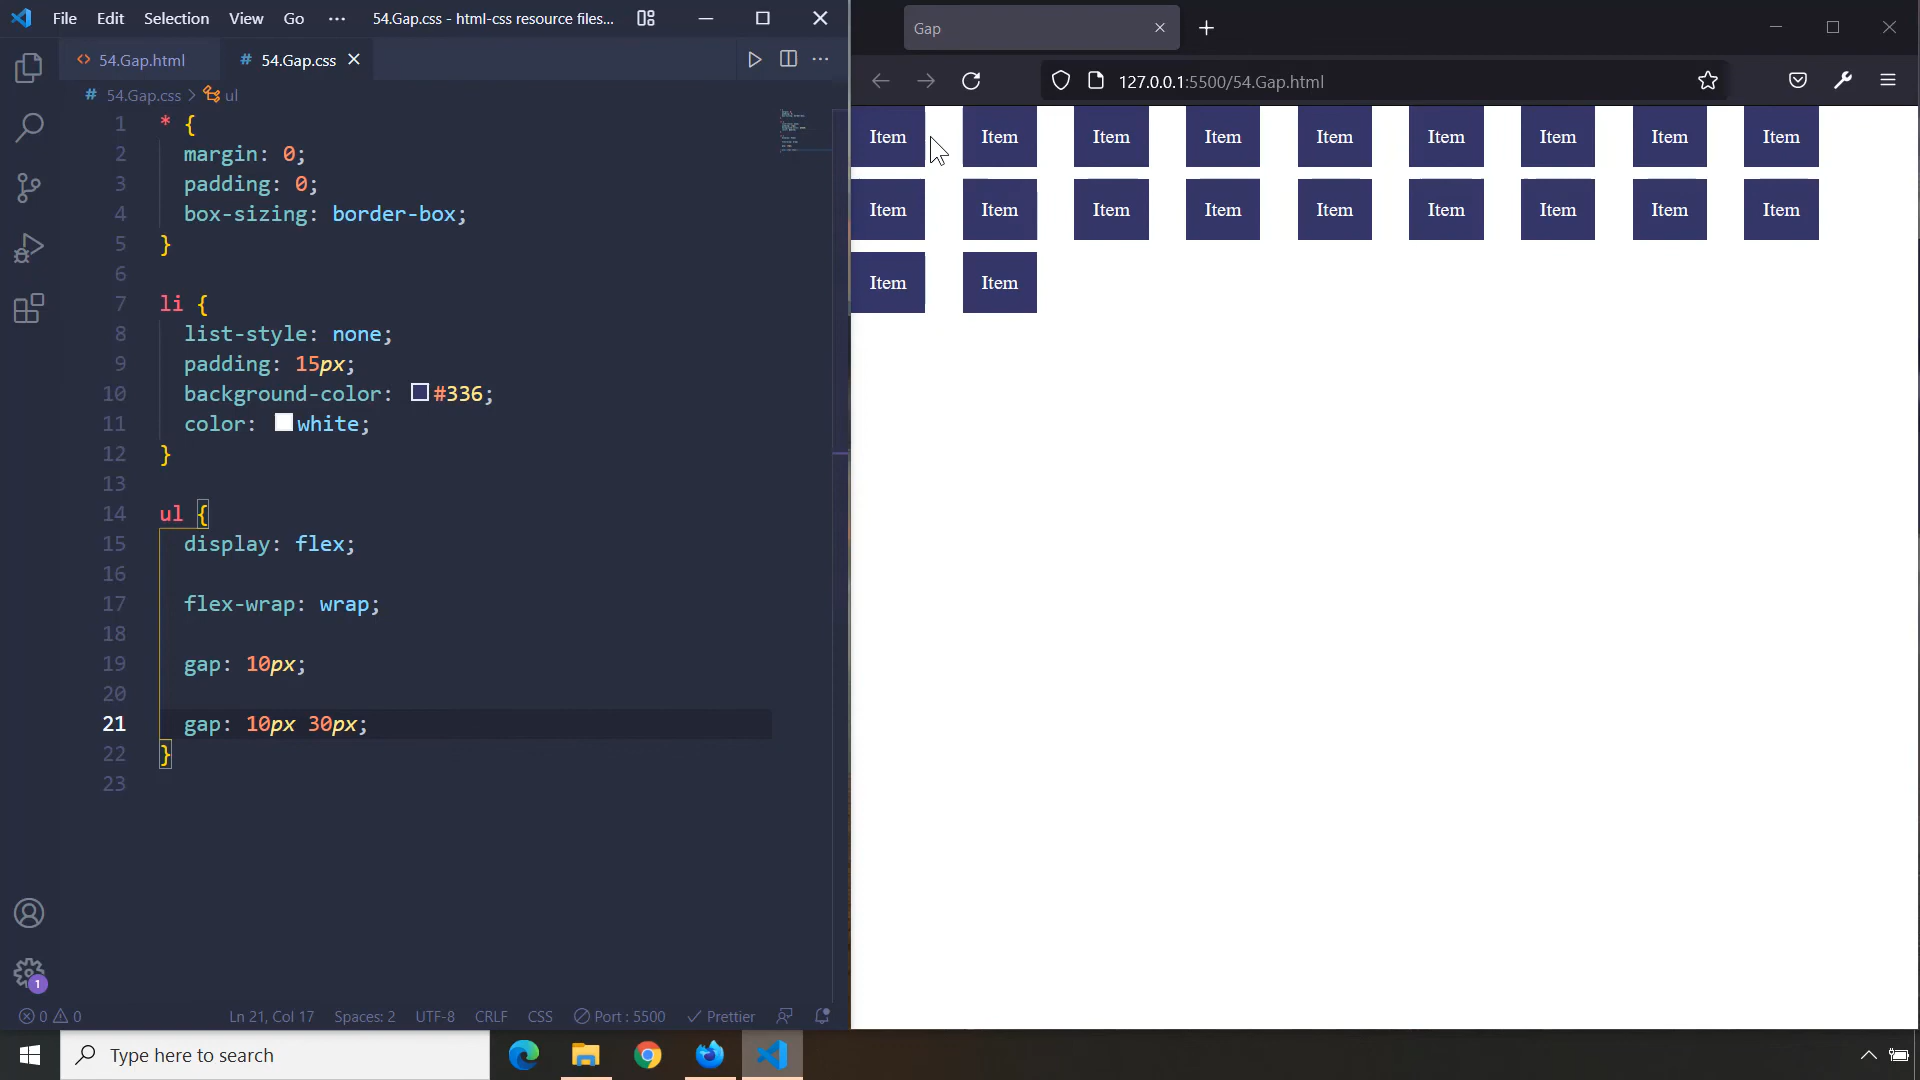 File Edit Selection View Go ··· 54.Gap.css - html-css resource files...
54.Gap.html # 54.Gap.css
# 54.Gap.css > ul
1 * {
2 margin: 0;
3 padding: 0;
4 box-sizing: border-box;
5 }
6
7 li {
8 list-style: none;
9 padding: 15px;
10 background-color: #336;
11 color: white;
12 }
13
14 ul {
15 display: flex;
16
17 flex-wrap: wrap;
18
19 gap: 10px;
20
21 gap: 10px 30px;
22 }
23
1
0 0 Ln 21, Col 17 Spaces: 2 UTF-8 CRLF CSS Port : 5500 Prettier
Gap
127.0.0.1:5500/54.Gap.html
Item Item Item Item Item Item Item Item Item
Item Item Item Item Item Item Item Item Item
Item Item
Type here to search